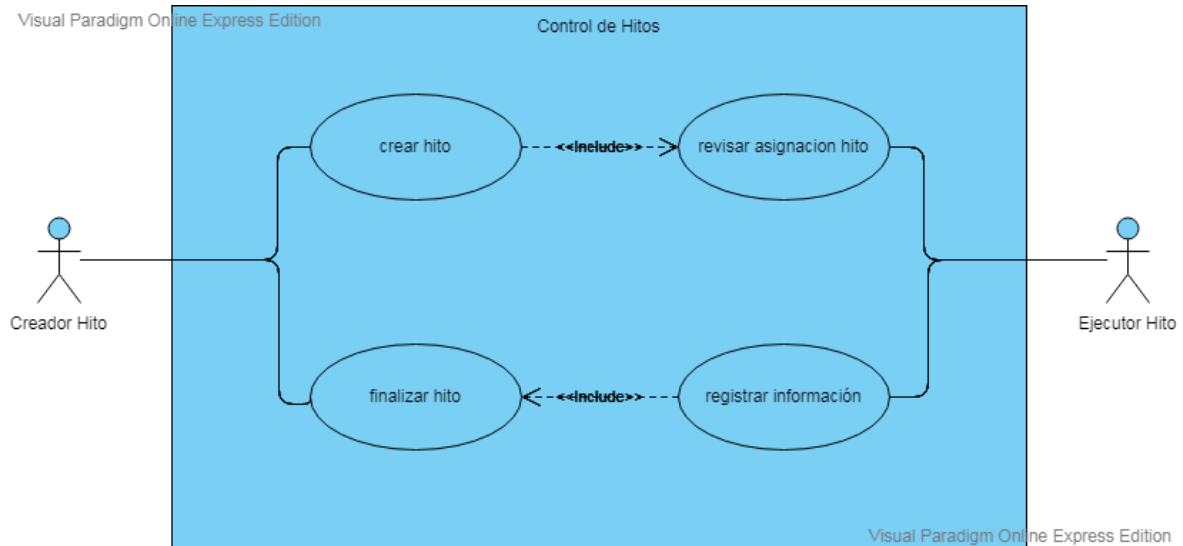 Visual Paradigm Online Express Edition
Control de Hitos
crear hito
<<Include>>
revisar asignacion hito
Creador Hito
Ejecutor Hito
finalizar hito
<<Include>>
registrar información
Visual Paradigm Online Express Edition